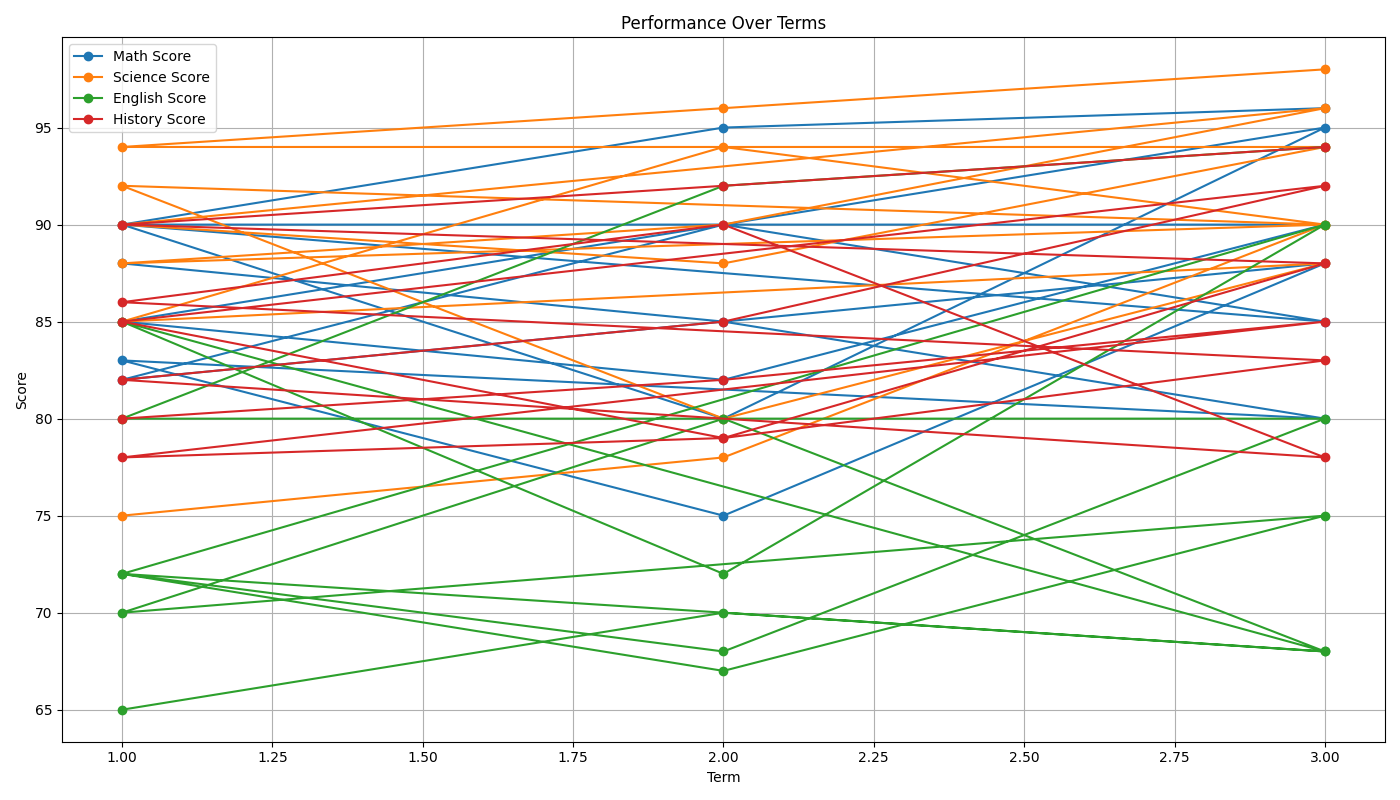 Performance Over Terms
Math Score
Science Score
English Score
History Score
95
90
85
80
75
70
65
Score
1.00 1.25 1.50 1.75 2.00 2.25 2.50 2.75 3.00
Term